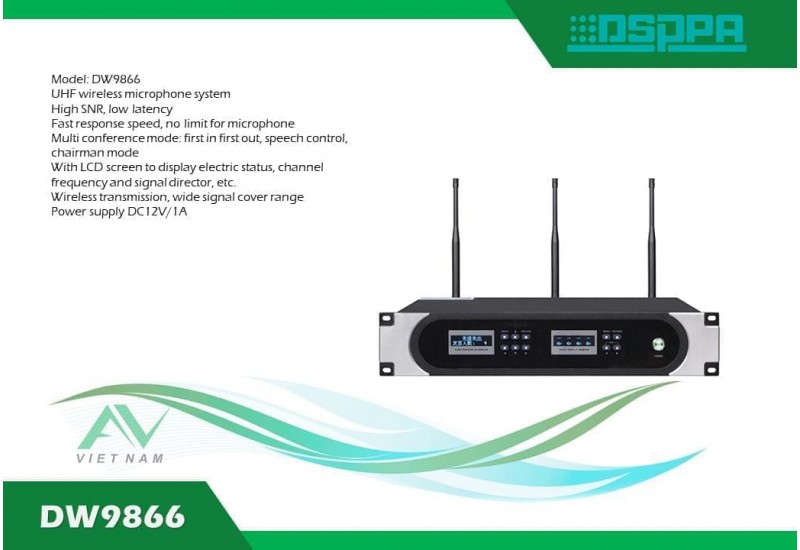 DSPPA
Model: DW9866
UHF wireless microphone system
High SNR, low latency
Fast response speed, no limit for microphone
Multi conference mode: first in first out, speech control,
chairman mode
With LCD screen to display electric status, channel
frequency and signal director, etc.
Wireless transmission, wide signal cover range
Power supply DC12V/1A
AV
VIET NAM
DW9866